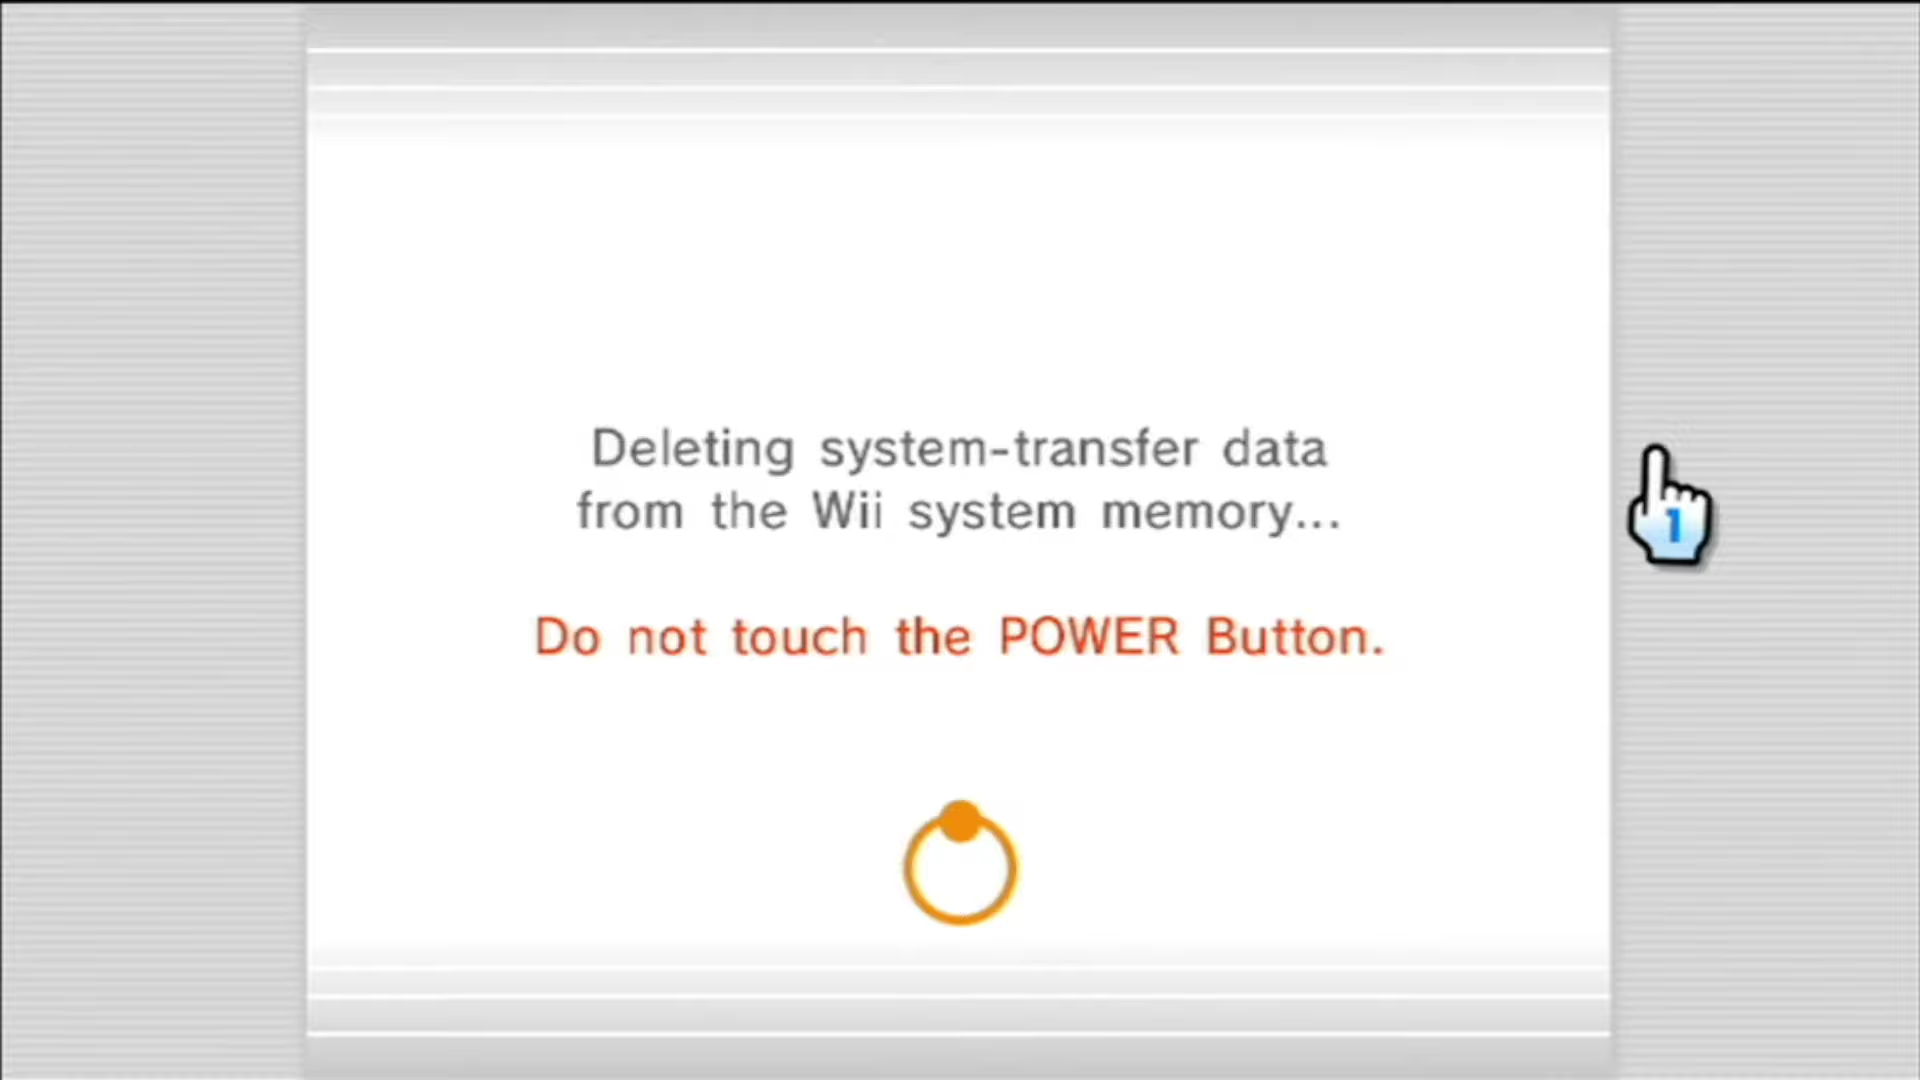 Deleting system-transfer data
from the Wii system memory...
Do not touch the POWER Button.
1